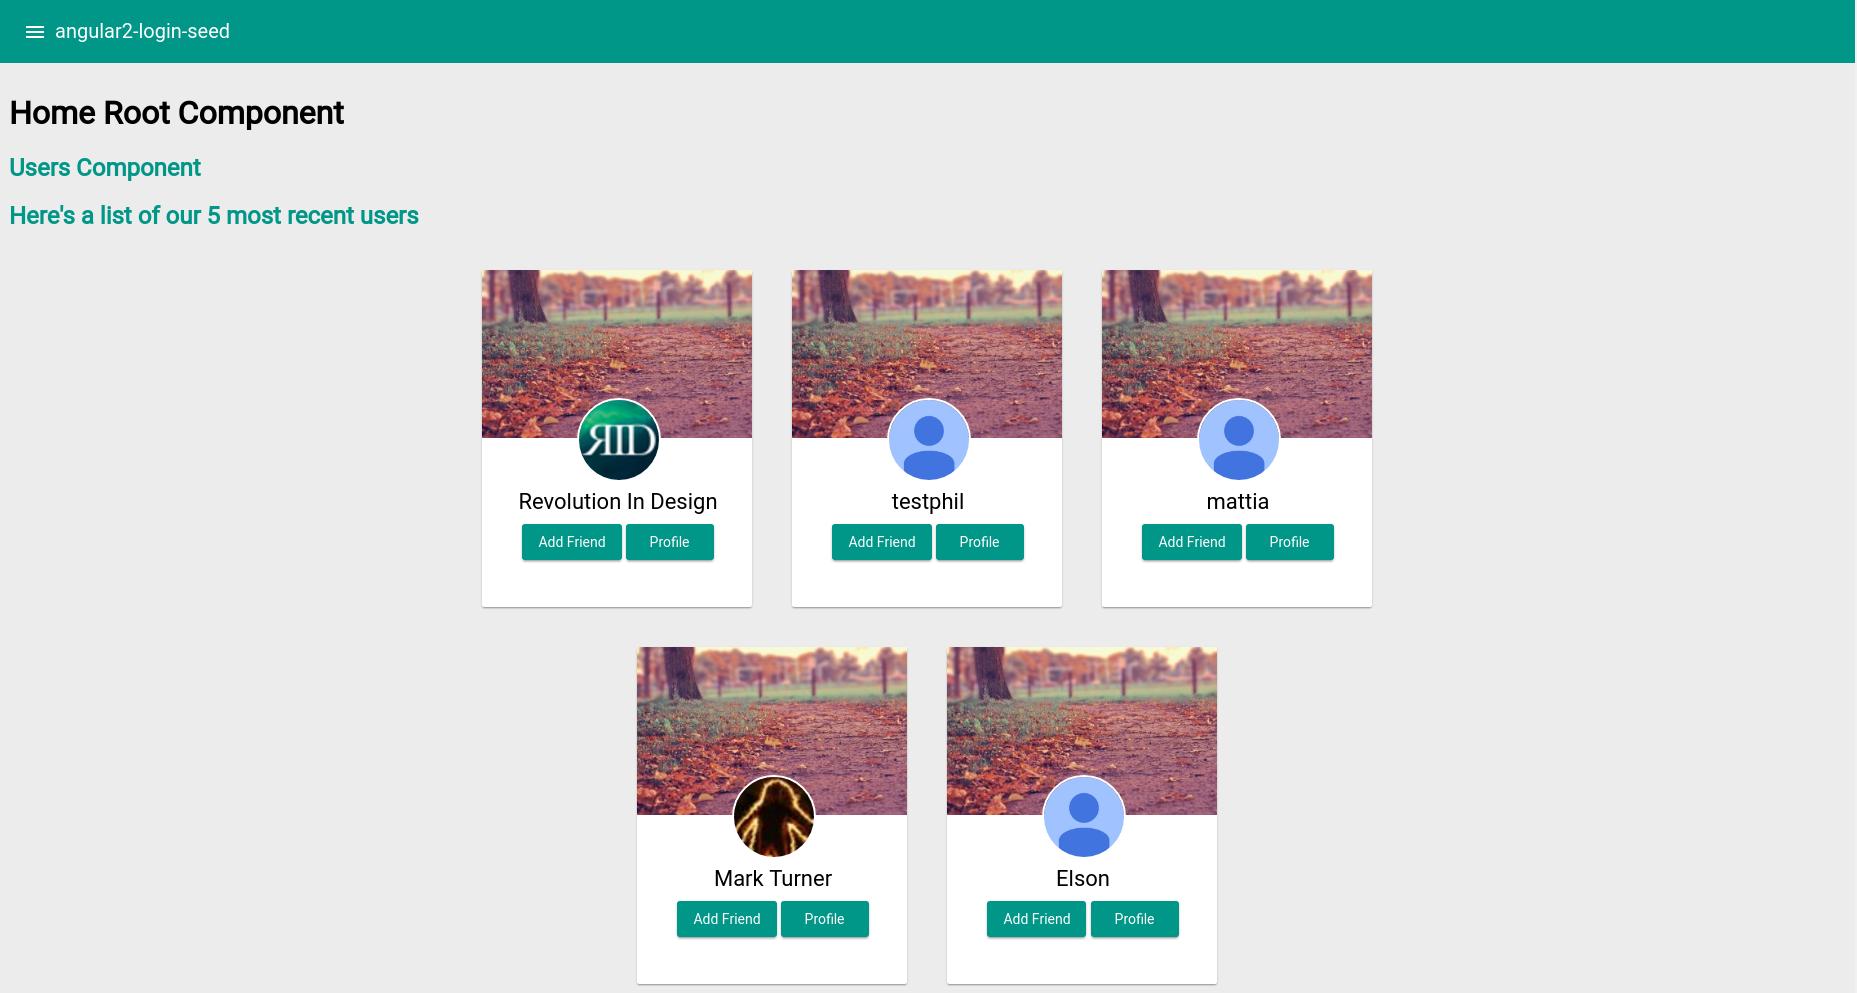 angular2-login-seed
Home Root Component
Users Component
Here's a list of our 5 most recent users
RID
Revolution In Design
Add Friend Profile
testphil
Add Friend Profile
mattia
Add Friend Profile
Mark Turner
Add Friend Profile
Elson
Add Friend Profile